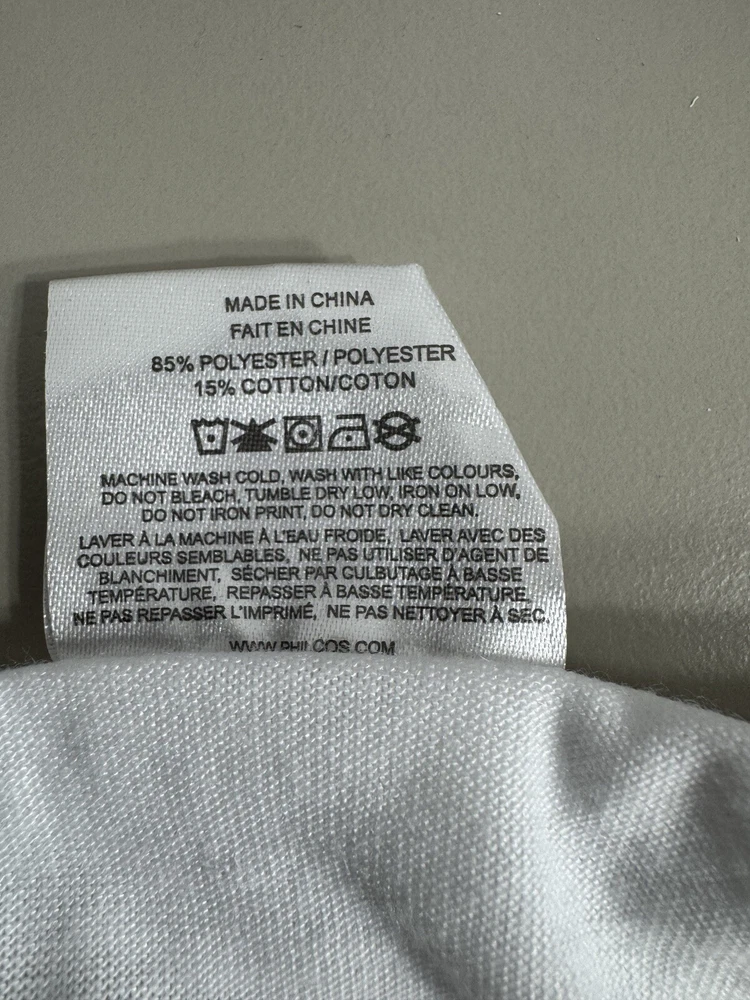 MADE IN CHINA
FAIT EN CHINE
85% POLYESTER / POLYESTER
15% COTTON/COTON
MACHINE WASH COLD, WASH WITH LIKE COLOURS,
DO NOT BLEACH, TUMBLE DRY LOW, IRON ON LOW,
DO NOT IRON PRINT, DO NOT DRY CLEAN.
LAVER À LA MACHINE À L'EAU FROIDE, LAVER AVEC DES
COULEURS SEMBLABLES, NE PAS UTILISER D'AGENT DE
BLANCHIMENT, SÉCHER PAR CULBUTAGE À BASSE
TEMPÉRATURE, REPASSER À BASSE TEMPÉRATURE,
NE PAS REPASSER L'IMPRIMÉ, NE PAS NETTOYER À SEC.
WWW.PHILCOS.COM